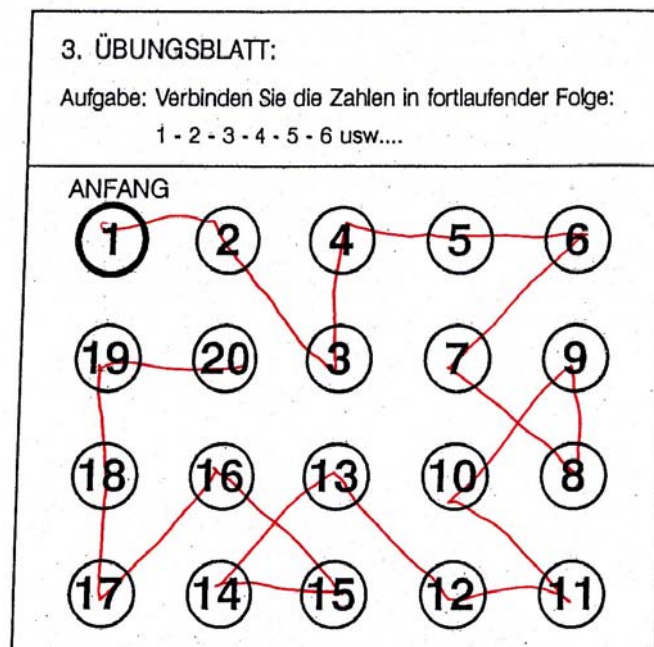 3. ÜBUNGSBLATT:
Aufgabe: Verbinden Sie die Zahlen in fortlaufender Folge:
1 - 2 - 3 - 4 - 5 - 6 usw....
ANFANG
1 2 4 5 6
19 20 3 7 9
18 16 13 10 8
17 14 15 12 11